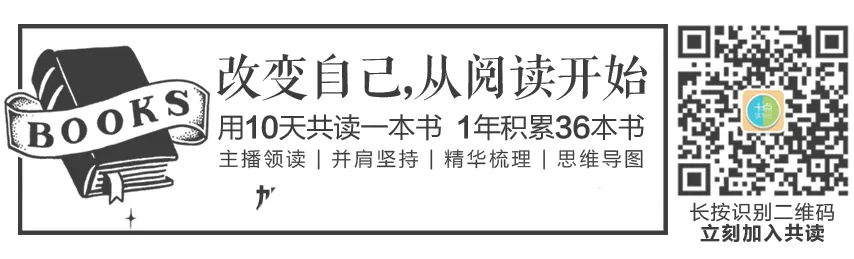 BOOKS
改变自己,从阅读开始
用10天共读一本书 1年积累36本书
主播领读 | 并肩坚持 | 精华梳理 | 思维导图
长按识别二维码
立刻加入共读